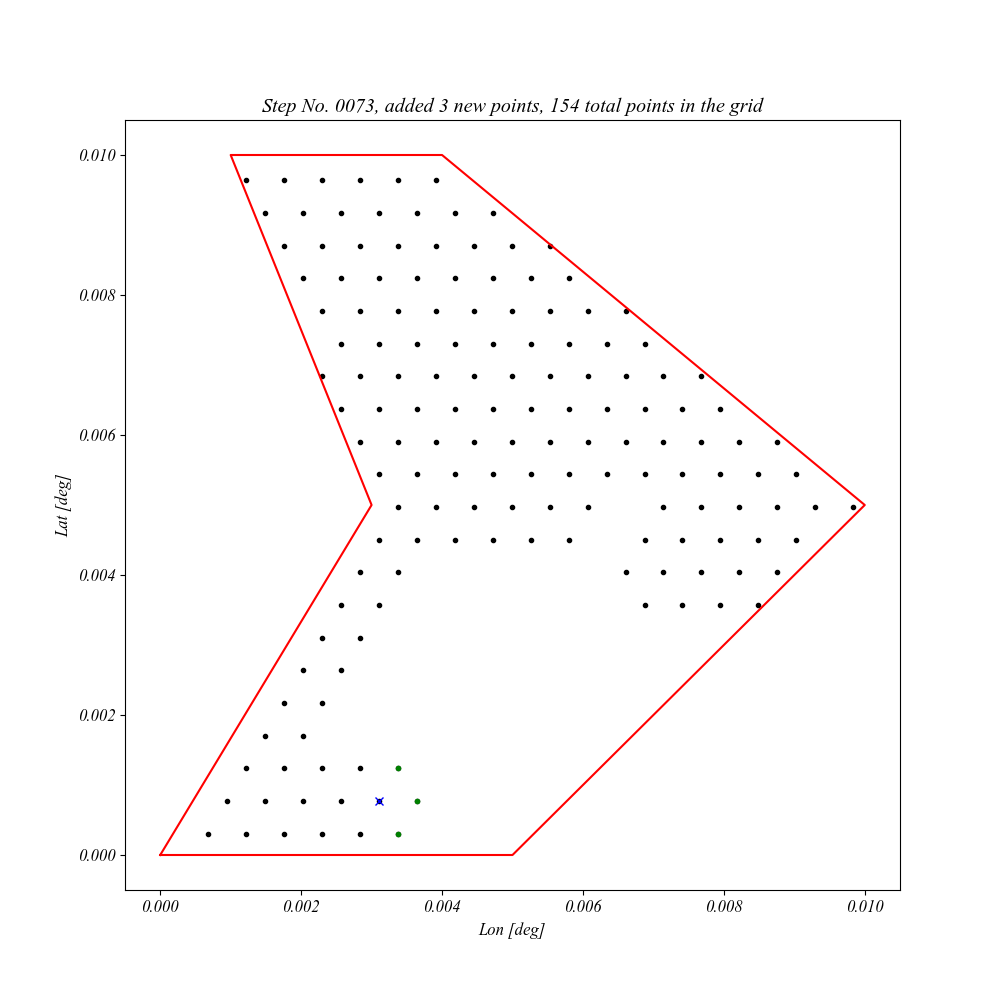 Step No. 0073, added 3 new points, 154 total points in the grid
0.010
0.008
0.006
0.004
0.002
0.000
Lat [deg]
0.000 0.002 0.004 0.006 0.008 0.010
Lon [deg]